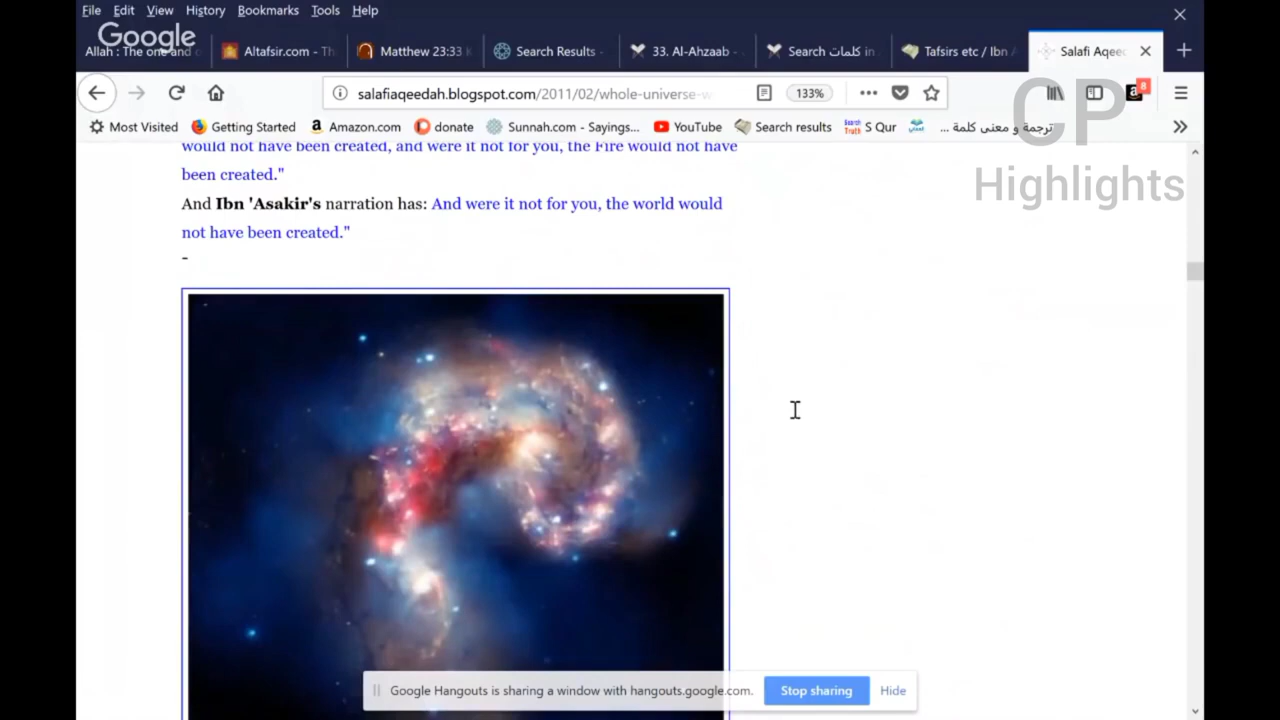 File Edit View History Bookmarks Tools Help
Google
Allah : The one and o
Altafsir.com - Th
Matthew 23:33 K
Search Results -
33. Al-Ahzaab -
Search كلمات in
Tafsirs etc / Ibn A
Salafi Aqeed
salafiaqeedah.blogspot.com/2011/02/whole-universe-w
133%
8
Most Visited Getting Started Amazon.com donate Sunnah.com - Sayings... YouTube Search results S Qur ترجمة و معنى كلمة ...
CP
Highlights
would not have been created, and were it not for you, the Fire would not have
been created."
And Ibn 'Asakir's narration has: And were it not for you, the world would
not have been created."
-
Google Hangouts is sharing a window with hangouts.google.com. Stop sharing Hide